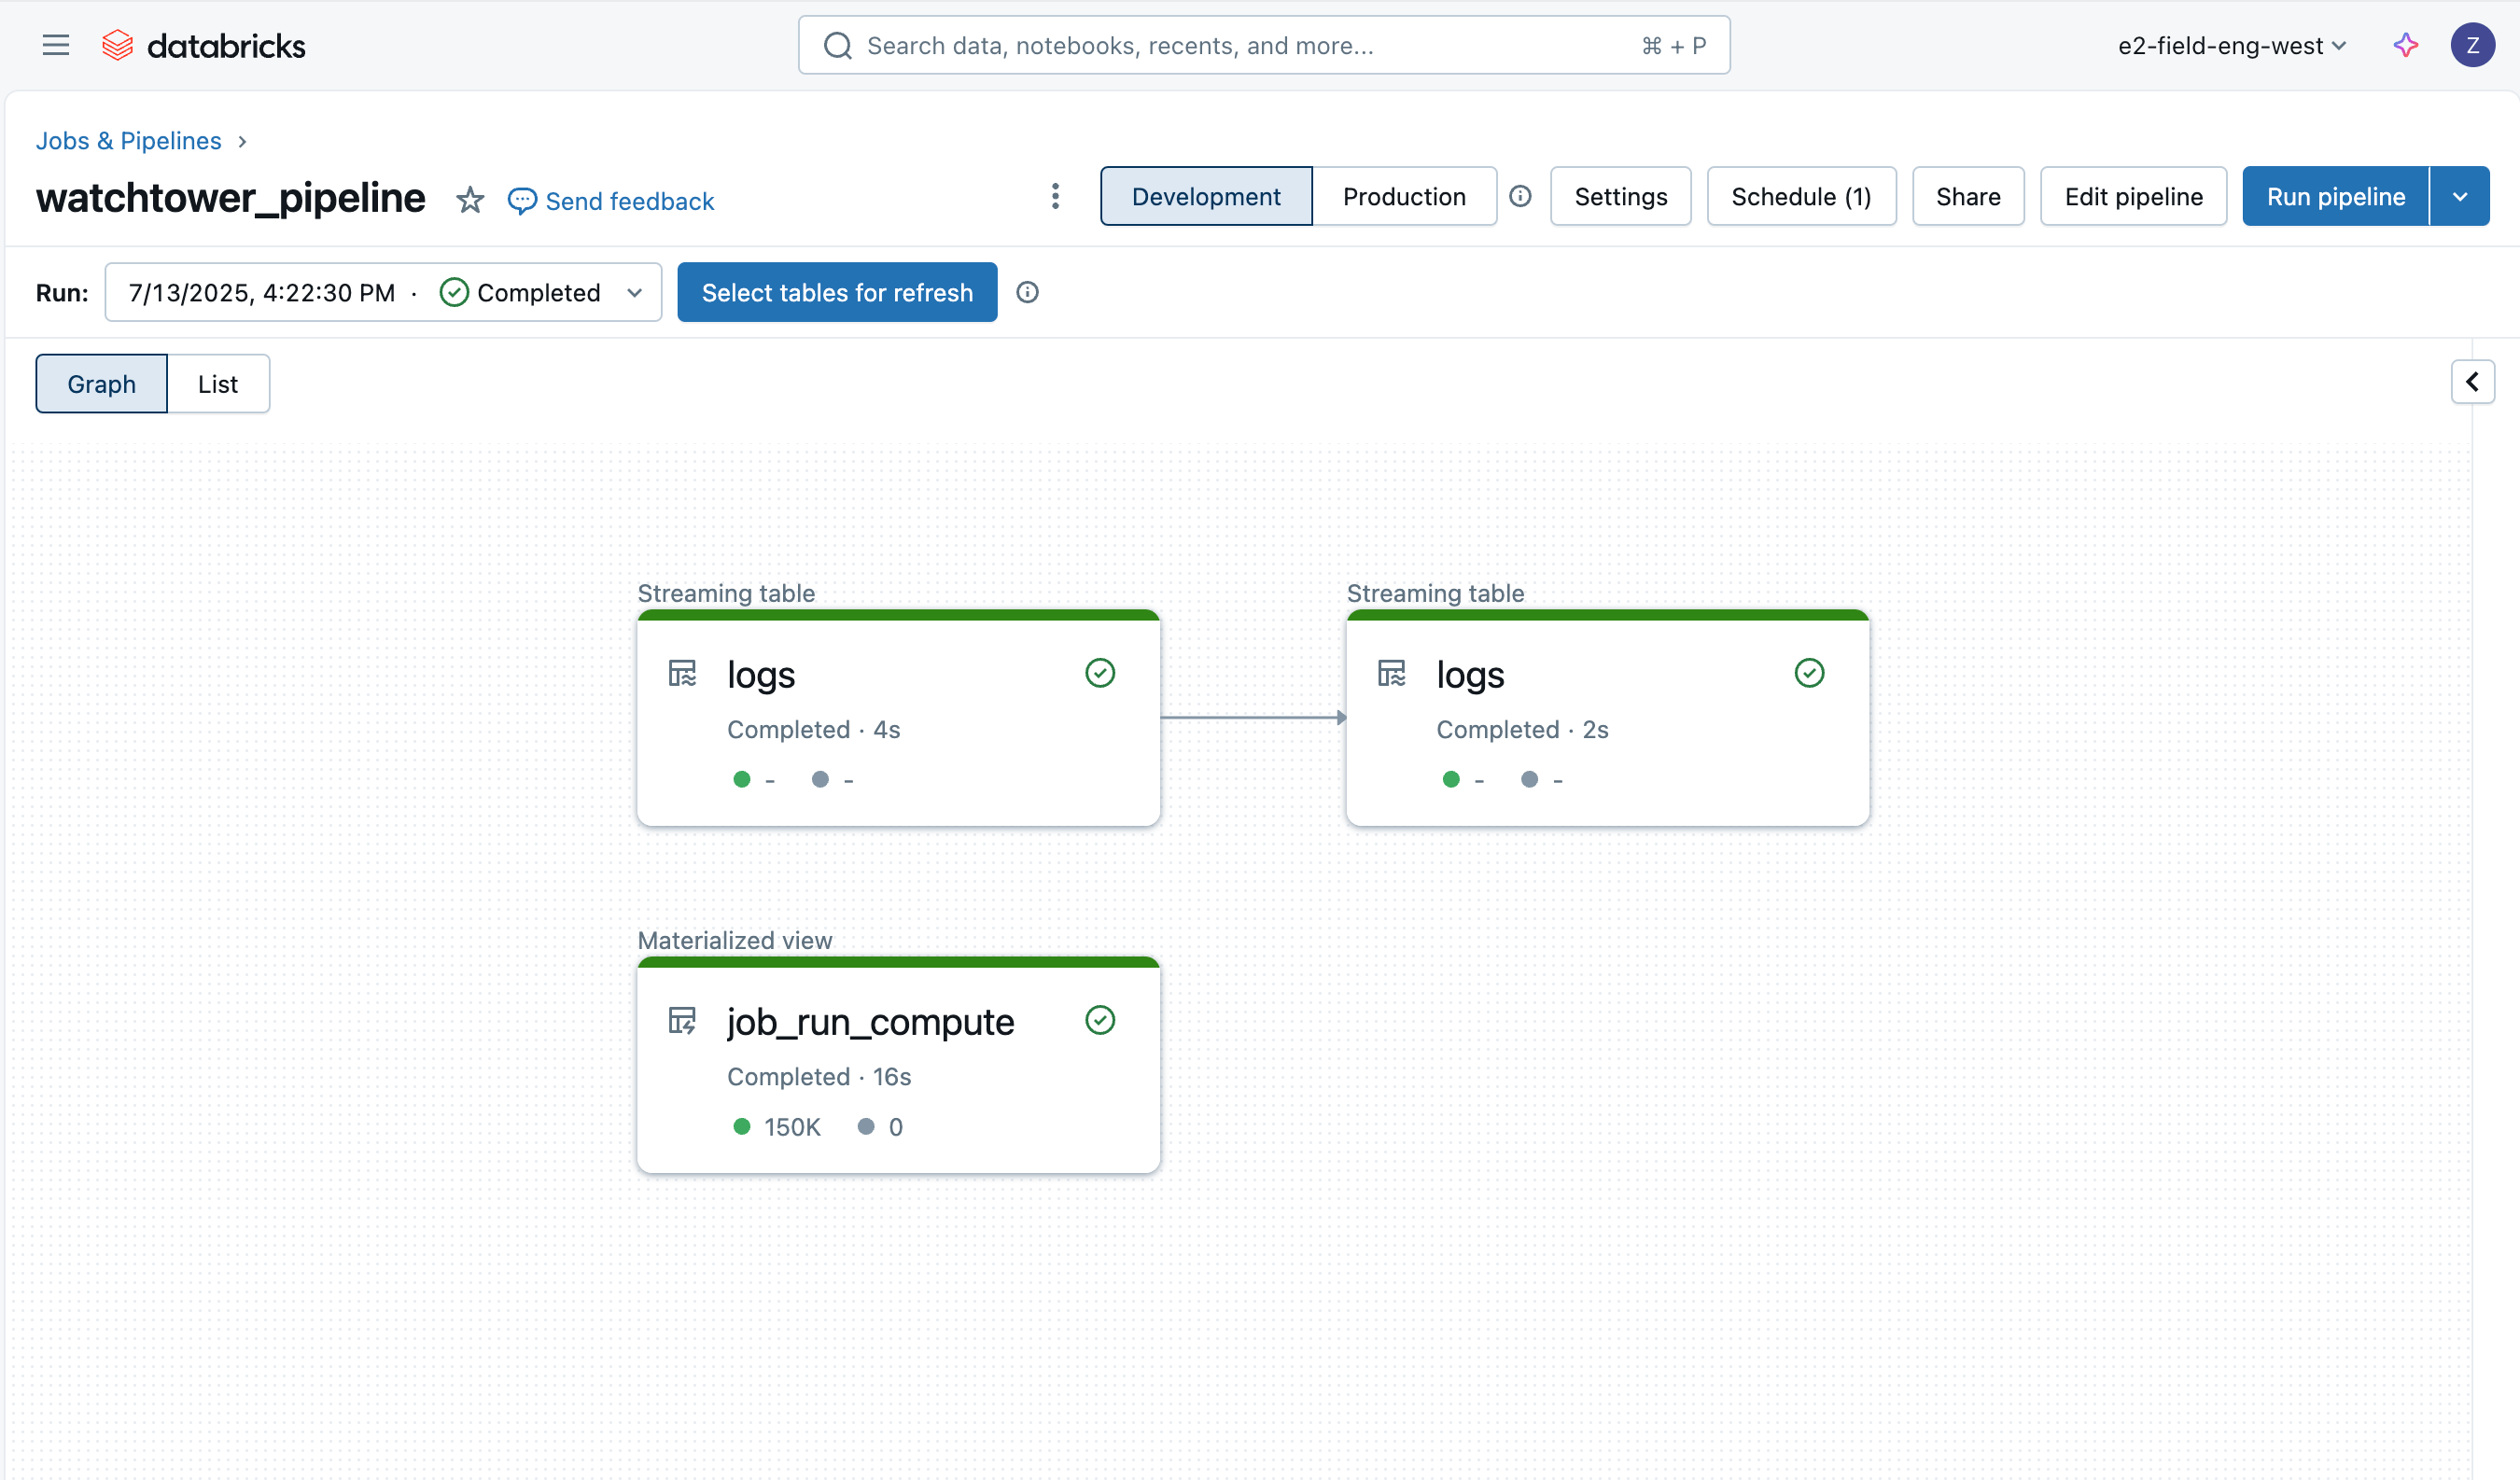 databricks
Search data, notebooks, recents, and more...
⌘ + P
e2-field-eng-west
Z
Jobs & Pipelines
watchtower_pipeline
Send feedback
Development
Production
Settings
Schedule (1)
Share
Edit pipeline
Run pipeline
Run:
7/13/2025, 4:22:30 PM · Completed
Select tables for refresh
Graph
List
Streaming table
logs
Completed · 4s
- -
Streaming table
logs
Completed · 2s
- -
Materialized view
job_run_compute
Completed · 16s
150K 0